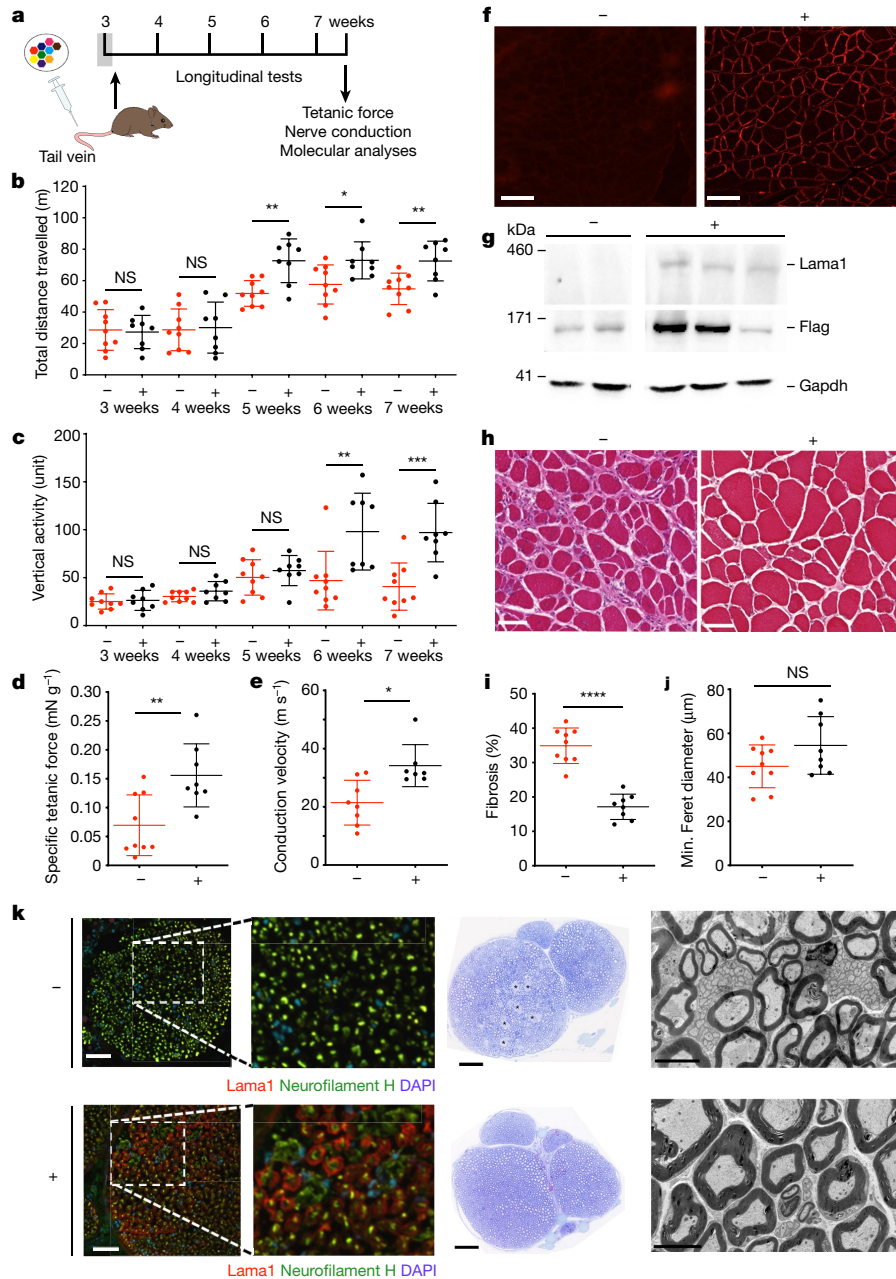 a
3 4 5 6 7 weeks
Longitudinal tests
Tail vein
Tetanic force
Nerve conduction
Molecular analyses
b
Total distance travelled (m)
120
100
80
60
40
20
0
NS NS ** * **
– + – + – + – + – +
3 weeks 4 weeks 5 weeks 6 weeks 7 weeks
c
Vertical activity (unit)
200
150
100
50
0
NS NS NS ** ***
– + – + – + – + – +
3 weeks 4 weeks 5 weeks 6 weeks 7 weeks
d
Specific tetanic force (mN g–1)
0.30
0.25
0.20
0.15
0.10
0.05
0
**
– +
e
Conduction velocity (m s–1)
60
40
20
0
*
– +
f
– +
g
– +
kDa
460
Lama1
171
Flag
41
Gapdh
h
– +
i
Fibrosis (%)
50
40
30
20
10
0
****
– +
j
Min. Feret diameter (μm)
80
60
40
20
0
NS
– +
k
–
* * * * * *
Lama1 Neurofilament H DAPI
+
Lama1 Neurofilament H DAPI